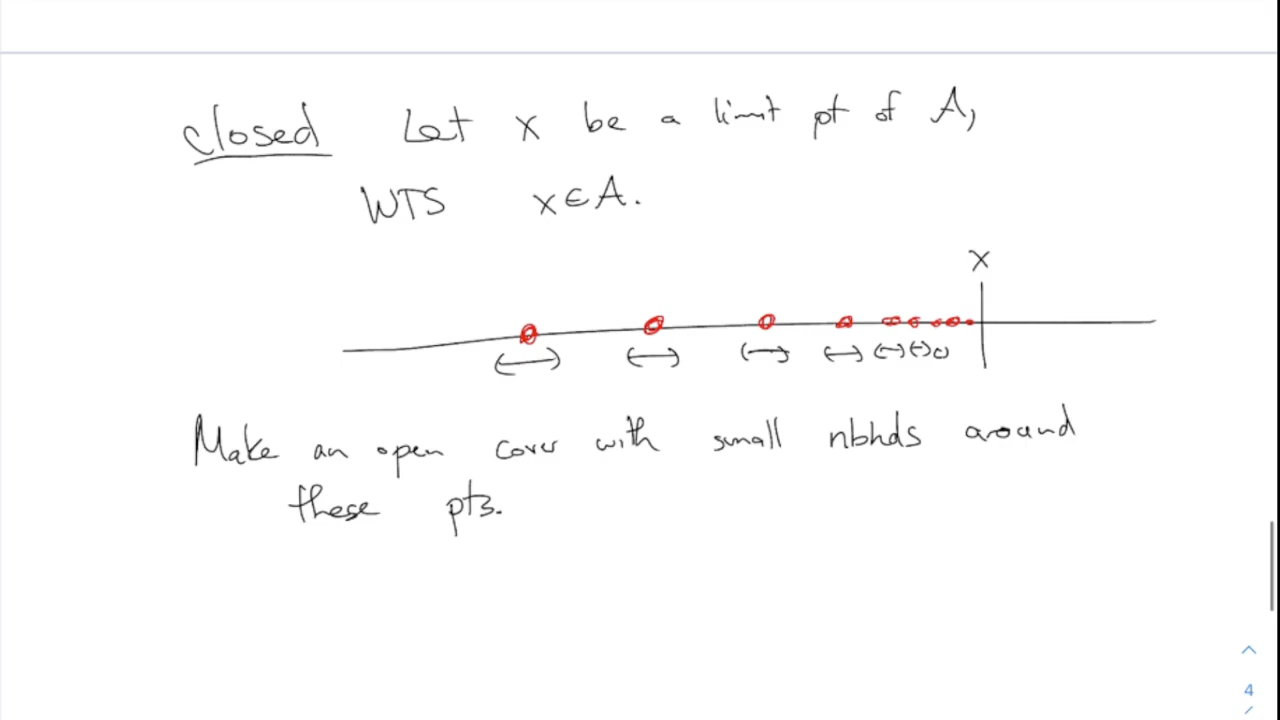 closed Let x be a limit pt of A,
WTS x∈A.
x
Make an open cover with small nbhds around
these pts.
4